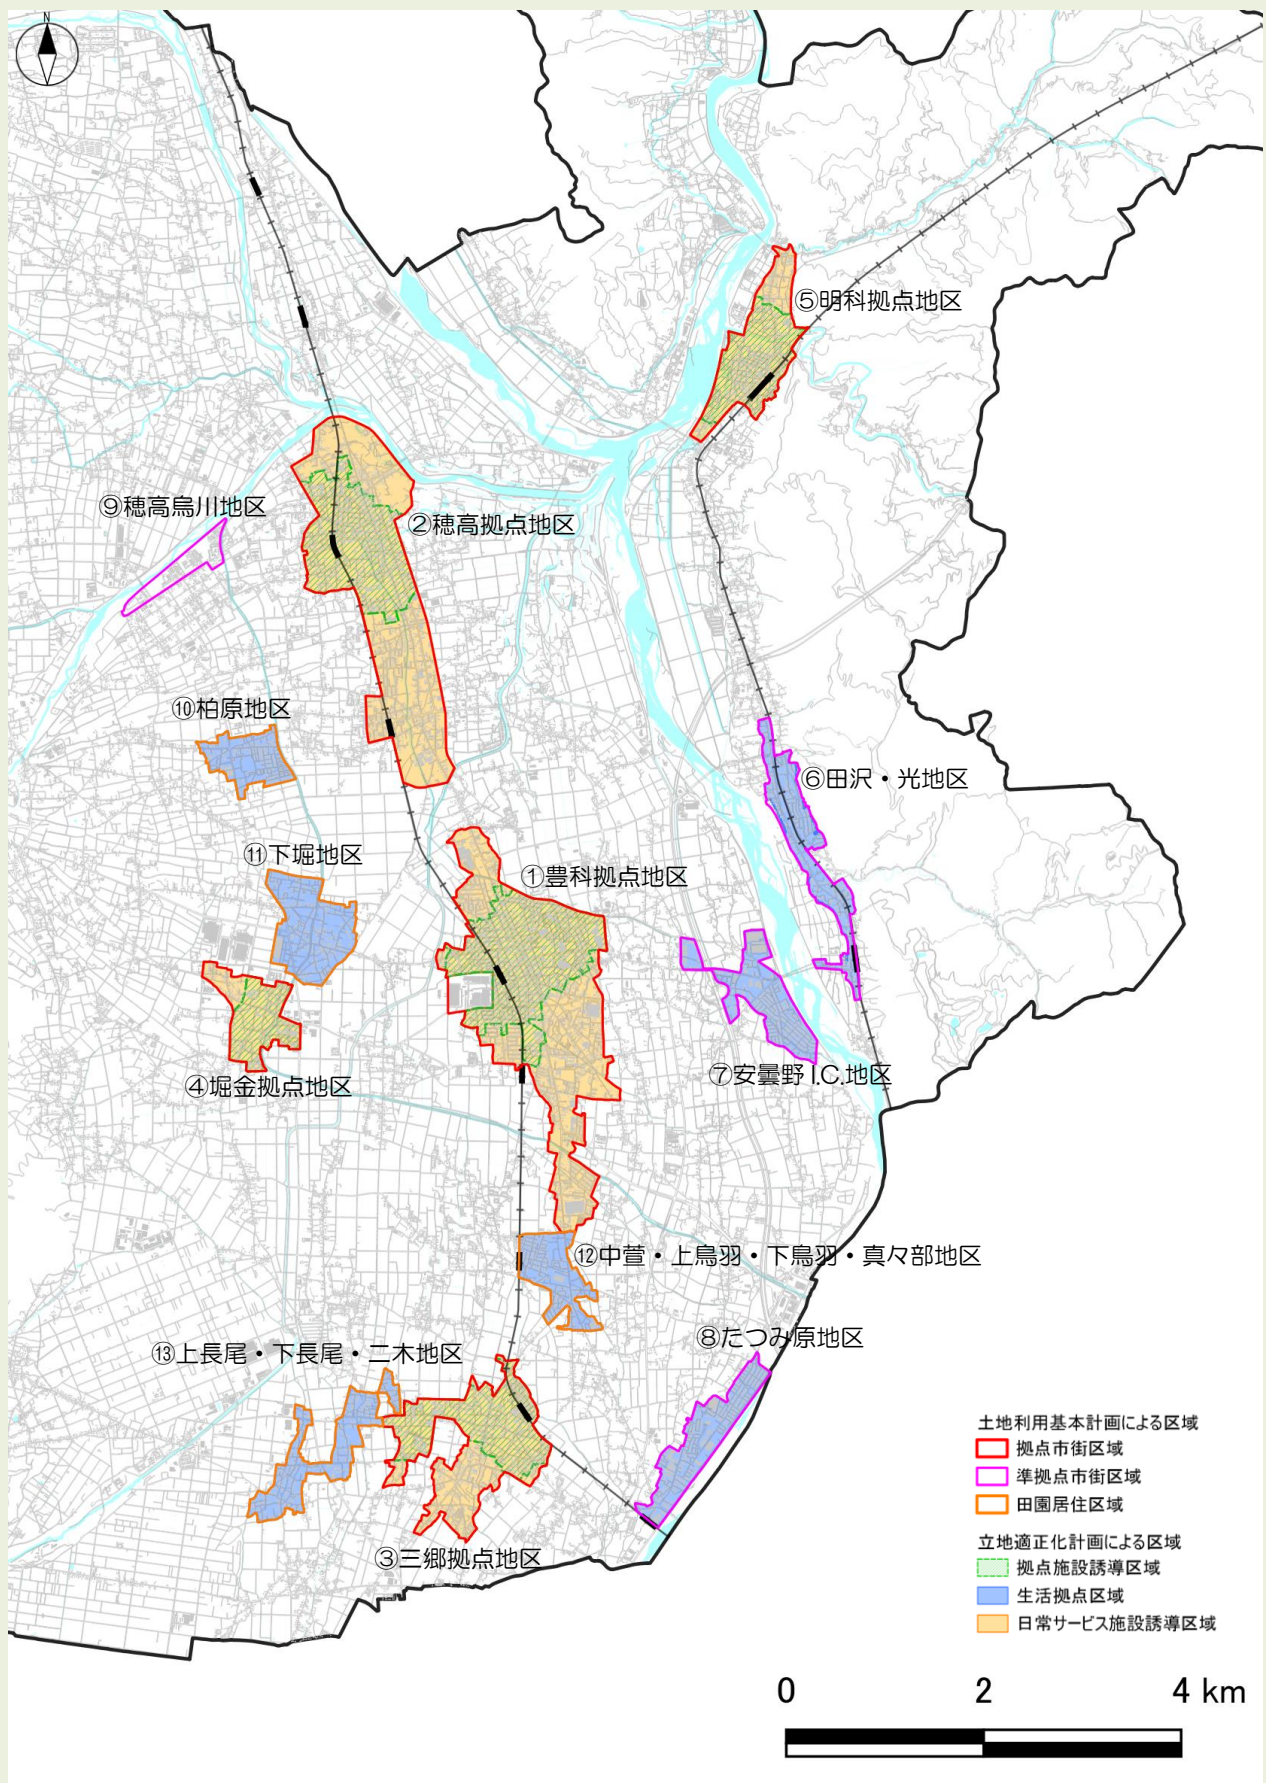 N
⑤明科拠点地区
⑨穂高烏川地区
②穂高拠点地区
⑩柏原地区
⑥田沢・光地区
⑪下堀地区
①豊科拠点地区
④堀金拠点地区
⑦安曇野I.C.地区
⑫中萱・上鳥羽・下鳥羽・真々部地区
⑧たつみ原地区
⑬上長尾・下長尾・二木地区
③三郷拠点地区
土地利用基本計画による区域
拠点市街区域
準拠点市街区域
田園居住区域
立地適正化計画による区域
拠点施設誘導区域
生活拠点区域
日常サービス施設誘導区域
0 2 4 km